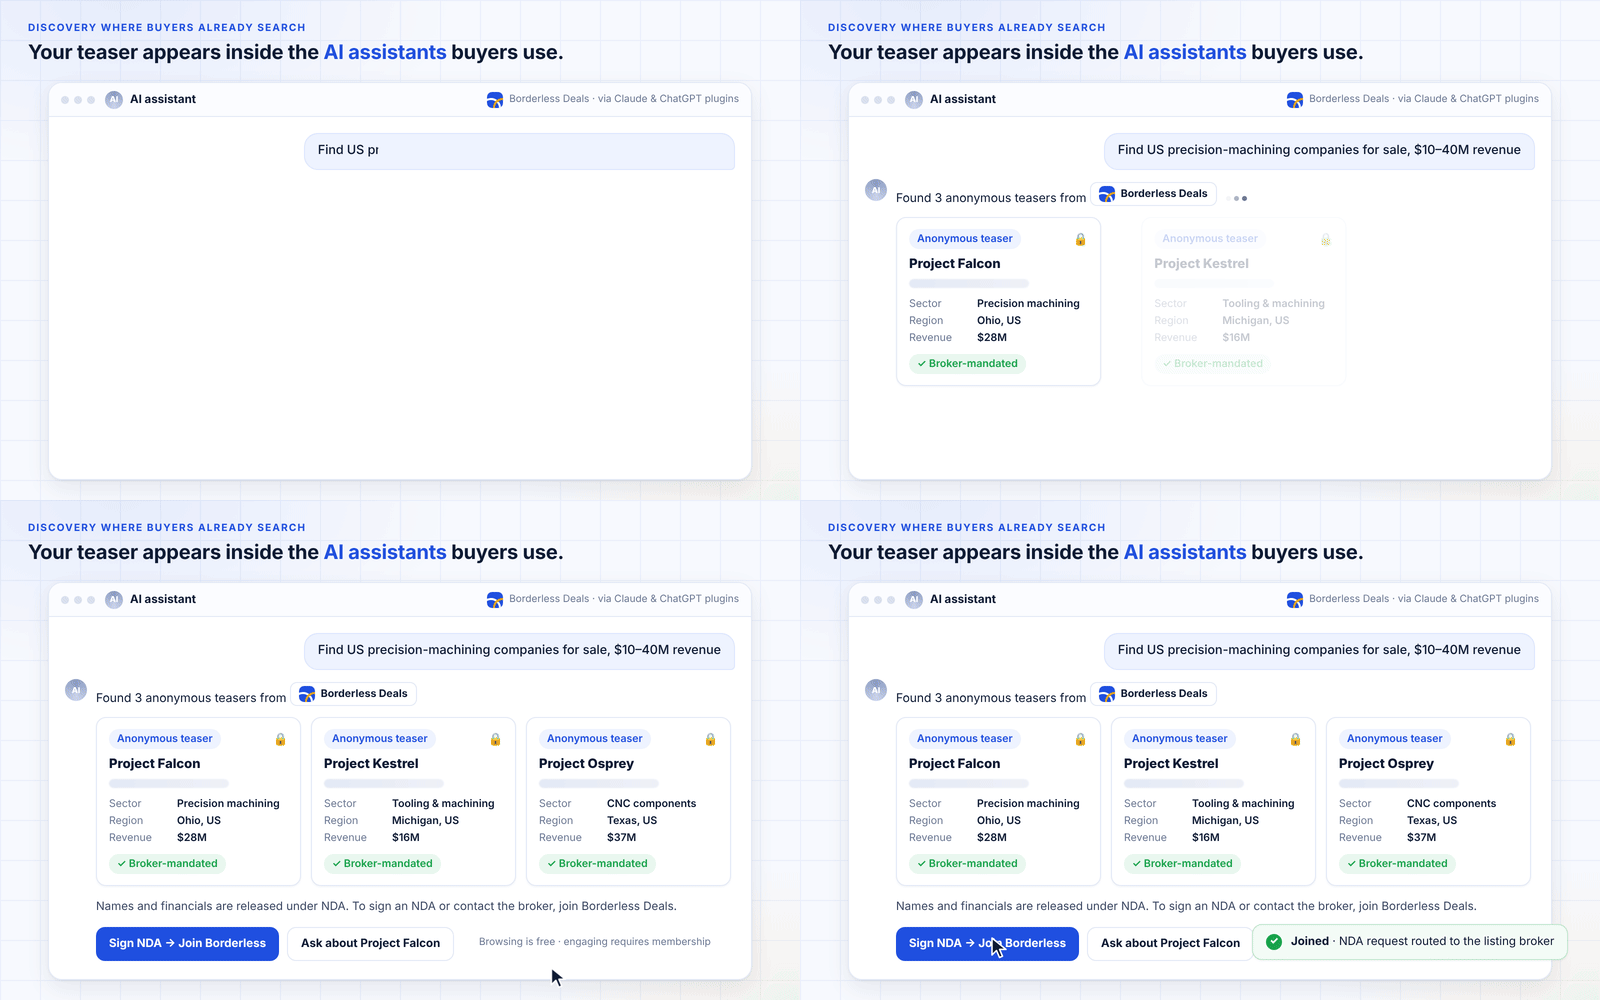 DISCOVERY WHERE BUYERS ALREADY SEARCH
Your teaser appears inside the AI assistants buyers use.
AI AI assistant
Borderless Deals · via Claude & ChatGPT plugins
Find US pr
DISCOVERY WHERE BUYERS ALREADY SEARCH
Your teaser appears inside the AI assistants buyers use.
AI AI assistant
Borderless Deals · via Claude & ChatGPT plugins
Find US precision-machining companies for sale, $10–40M revenue
AI Found 3 anonymous teasers from Borderless Deals
Anonymous teaser 🔒
Project Falcon
Sector Precision machining
Region Ohio, US
Revenue $28M
✓ Broker-mandated
Anonymous teaser 🔒
Project Kestrel
Sector Tooling & machining
Region Michigan, US
Revenue $16M
✓ Broker-mandated
DISCOVERY WHERE BUYERS ALREADY SEARCH
Your teaser appears inside the AI assistants buyers use.
AI AI assistant
Borderless Deals · via Claude & ChatGPT plugins
Find US precision-machining companies for sale, $10–40M revenue
AI Found 3 anonymous teasers from Borderless Deals
Anonymous teaser 🔒
Project Falcon
Sector Precision machining
Region Ohio, US
Revenue $28M
✓ Broker-mandated
Anonymous teaser 🔒
Project Kestrel
Sector Tooling & machining
Region Michigan, US
Revenue $16M
✓ Broker-mandated
Anonymous teaser 🔒
Project Osprey
Sector CNC components
Region Texas, US
Revenue $37M
✓ Broker-mandated
Names and financials are released under NDA. To sign an NDA or contact the broker, join Borderless Deals.
Sign NDA → Join Borderless
Ask about Project Falcon
Browsing is free · engaging requires membership
DISCOVERY WHERE BUYERS ALREADY SEARCH
Your teaser appears inside the AI assistants buyers use.
AI AI assistant
Borderless Deals · via Claude & ChatGPT plugins
Find US precision-machining companies for sale, $10–40M revenue
AI Found 3 anonymous teasers from Borderless Deals
Anonymous teaser 🔒
Project Falcon
Sector Precision machining
Region Ohio, US
Revenue $28M
✓ Broker-mandated
Anonymous teaser 🔒
Project Kestrel
Sector Tooling & machining
Region Michigan, US
Revenue $16M
✓ Broker-mandated
Anonymous teaser 🔒
Project Osprey
Sector CNC components
Region Texas, US
Revenue $37M
✓ Broker-mandated
Names and financials are released under NDA. To sign an NDA or contact the broker, join Borderless Deals.
Sign NDA → Join Borderless
Ask about Project Falcon
Joined · NDA request routed to the listing broker